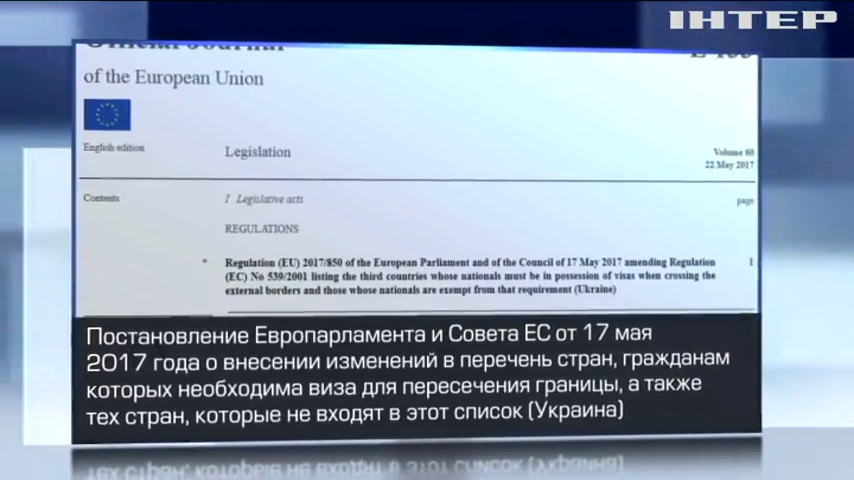 ІНТЕР
Official Journal
of the European Union
English edition
Legislation
Volume 60
22 May 2017
Contents
I Legislative acts
page
REGULATIONS
* Regulation (EU) 2017/850 of the European Parliament and of the Council of 17 May 2017 amending Regulation 1
(EC) No 539/2001 listing the third countries whose nationals must be in possession of visas when crossing the
external borders and those whose nationals are exempt from that requirement (Ukraine)
Постановление Европарламента и Совета ЕС от 17 мая
2017 года о внесении изменений в перечень стран, гражданам
которых необходима виза для пересечения границы, а также
тех стран, которые не входят в этот список (Украина)